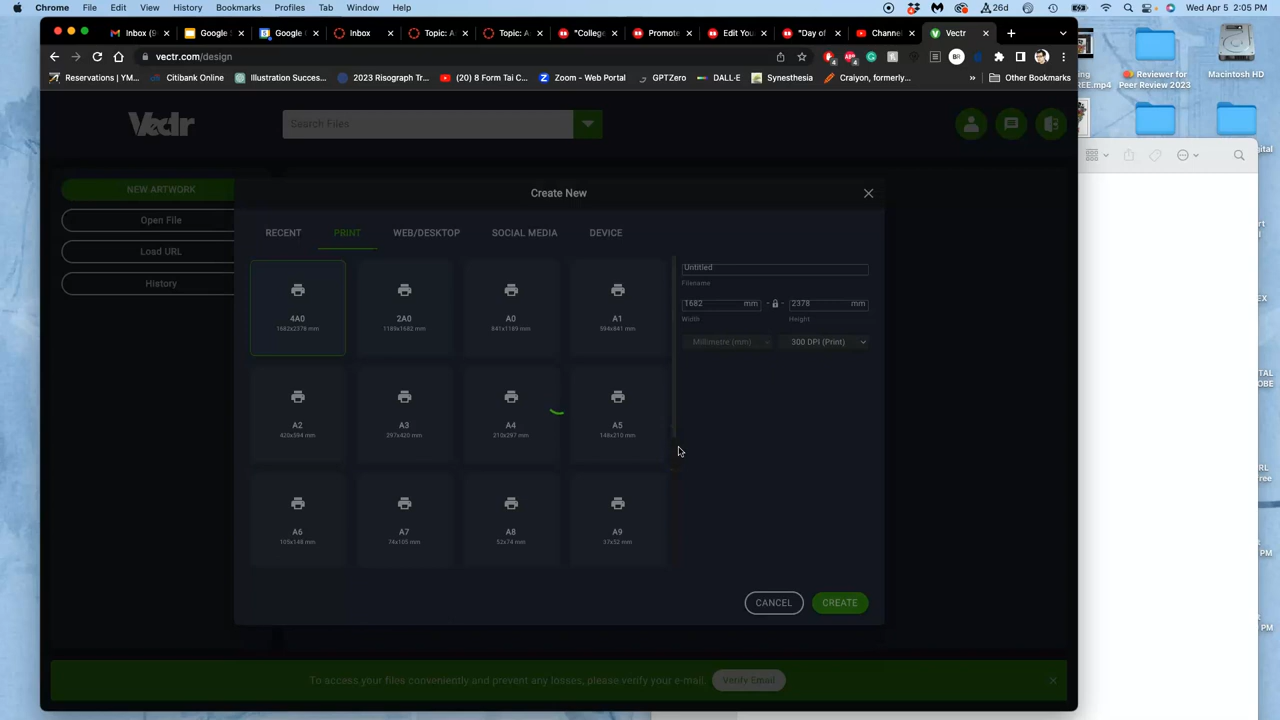 Chrome File Edit View History Bookmarks Profiles Tab Window Help 26d Wed Apr 5 2:05 PM
Inbox (9 Google S Google Inbox Topic: A Topic: A "College Promote Edit You "Day of Channel Vectr
vectr.com/design
Reservations | YM... Citibank Online Illustration Succes... 2023 Risograph Tr... (20) 8 Form Tai C... Zoom - Web Portal GPTZero DALL·E Synesthesia Craiyon, formerly... » Other Bookmarks
Reviewer for
Peer Review 2023
Macintosh HD
REE.mp4
Vectr
Search Files
Create New
NEW ARTWORK
Open File
Load URL
History
RECENT PRINT WEB/DESKTOP SOCIAL MEDIA DEVICE
Untitled
Filename
1682 mm - - 2378 mm
Width Height
Millimetre (mm) 300 DPI (Print)
4A0 2A0 A0 A1
1682x2378 mm 1189x1682 mm 841x1189 mm 594x841 mm
A2 A3 A4 A5
420x594 mm 297x420 mm 210x297 mm 148x210 mm
A6 A7 A8 A9
105x148 mm 74x105 mm 52x74 mm 37x52 mm
CANCEL CREATE
To access your files conveniently and prevent any losses, please verify your e-mail. Verify Email